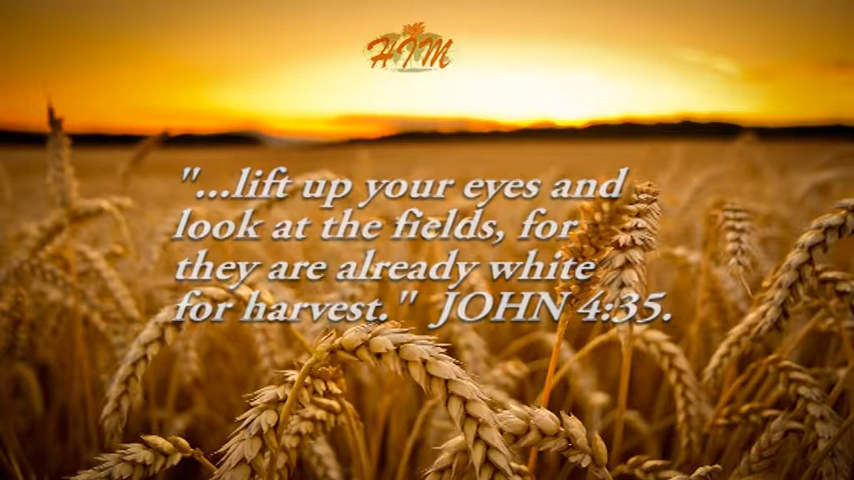 HIM
"...lift up your eyes and
look at the fields, for
they are already white
for harvest." JOHN 4:35.